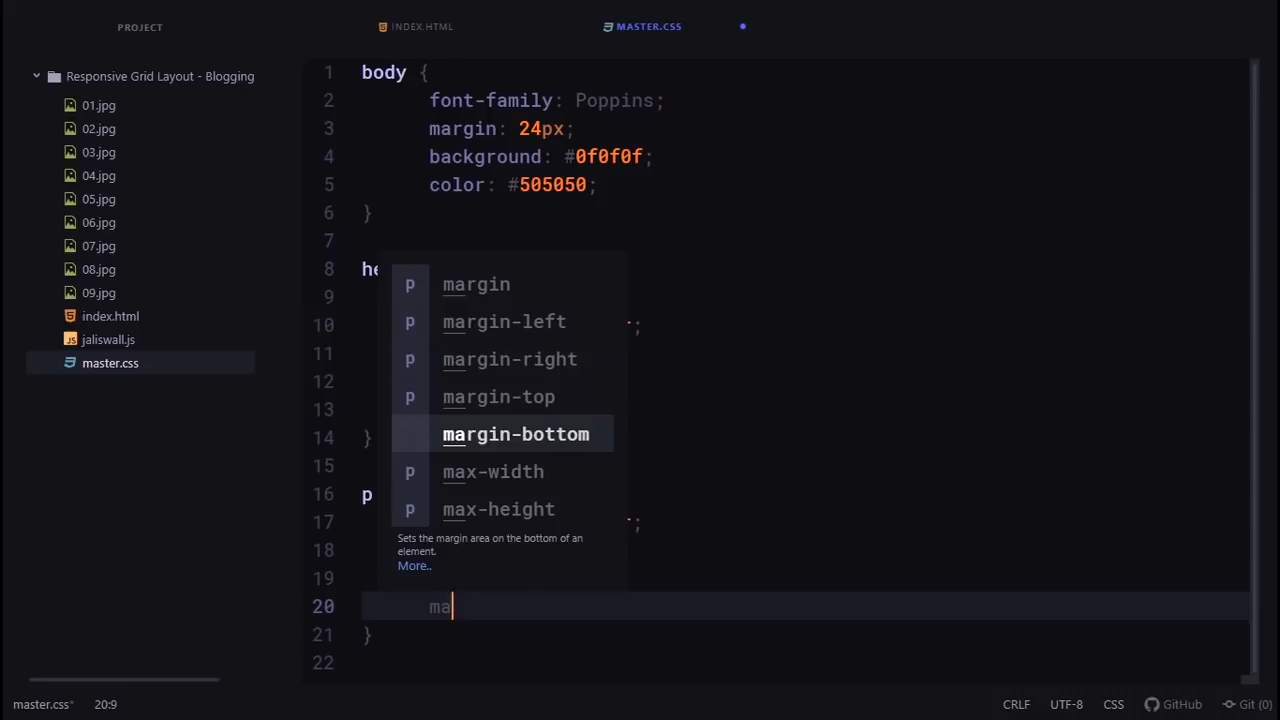 PROJECT
INDEX.HTML
MASTER.CSS
Responsive Grid Layout - Blogging
01.jpg
02.jpg
03.jpg
04.jpg
05.jpg
06.jpg
07.jpg
08.jpg
09.jpg
index.html
JS jaliswall.js
master.css
1 body {
2 font-family: Poppins;
3 margin: 24px;
4 background: #0f0f0f;
5 color: #505050;
6 }
7
8 he
9
10 ;
11
12
13
14 }
15
16 p
17 ;
18
19
20 ma
21 }
22
p margin
p margin-left
p margin-right
p margin-top
margin-bottom
p max-width
p max-height
Sets the margin area on the bottom of an
element.
More..
master.css* 20:9 CRLF UTF-8 CSS GitHub Git (0)